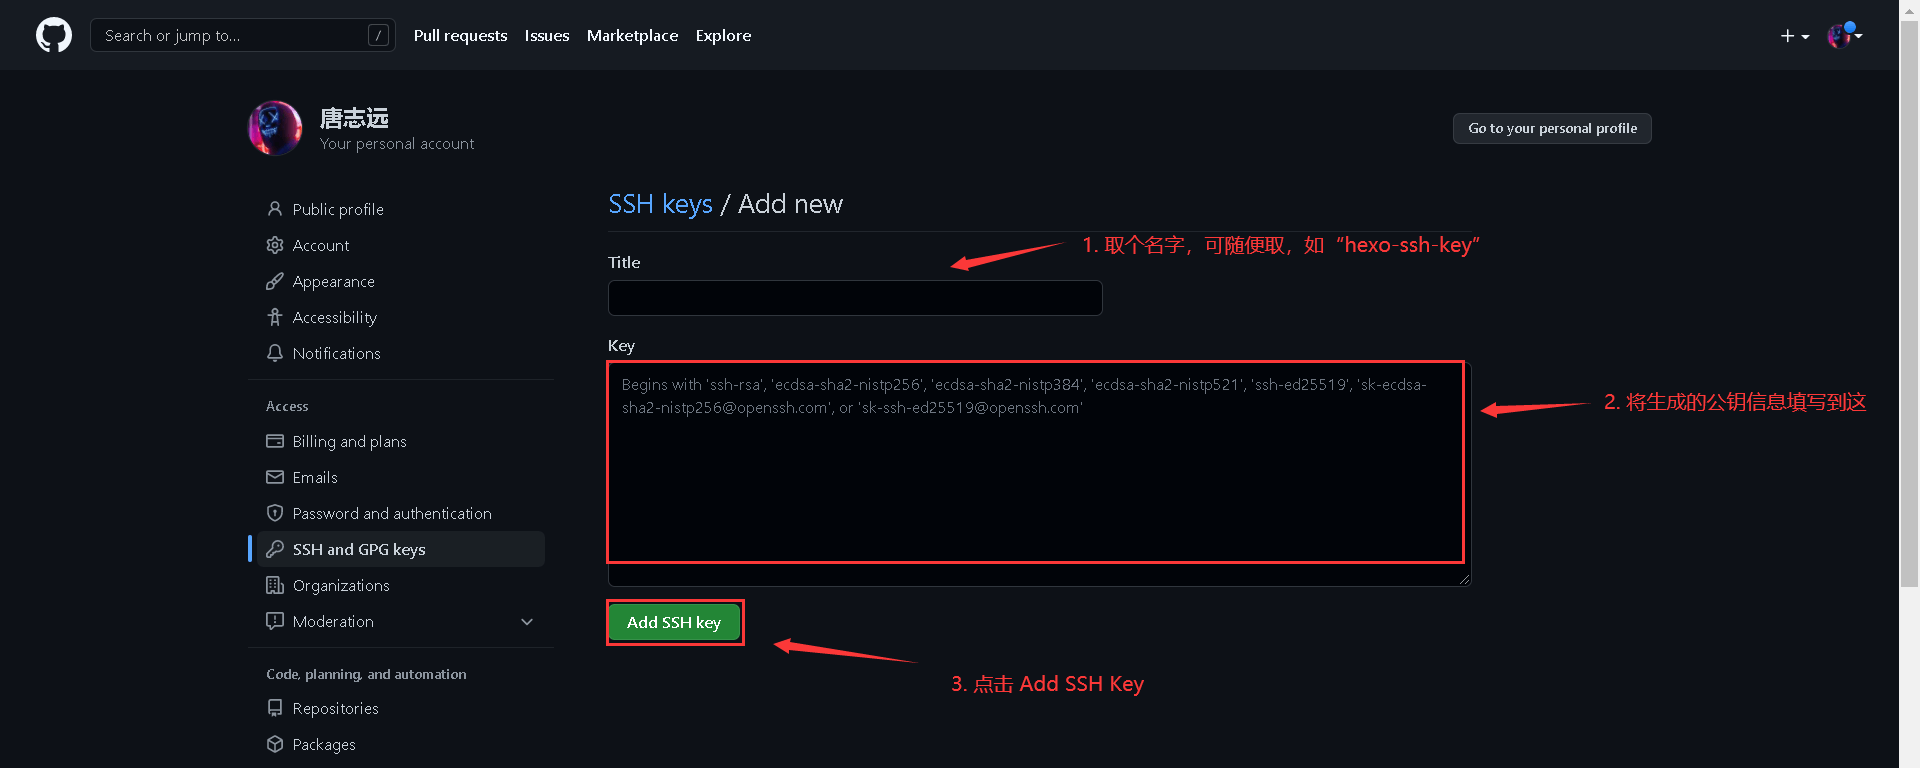 Search or jump to...
/
Pull requests
Issues
Marketplace
Explore
唐志远
Your personal account
Go to your personal profile
Public profile
Account
Appearance
Accessibility
Notifications
Access
Billing and plans
Emails
Password and authentication
SSH and GPG keys
Organizations
Moderation
Code, planning, and automation
Repositories
Packages
SSH keys / Add new
1. 取个名字，可随便取，如“hexo-ssh-key”
Title
Key
Begins with 'ssh-rsa', 'ecdsa-sha2-nistp256', 'ecdsa-sha2-nistp384', 'ecdsa-sha2-nistp521', 'ssh-ed25519', 'sk-ecdsa-
sha2-nistp256@openssh.com', or 'sk-ssh-ed25519@openssh.com'
2. 将生成的公钥信息填写到这
Add SSH key
3. 点击 Add SSH Key